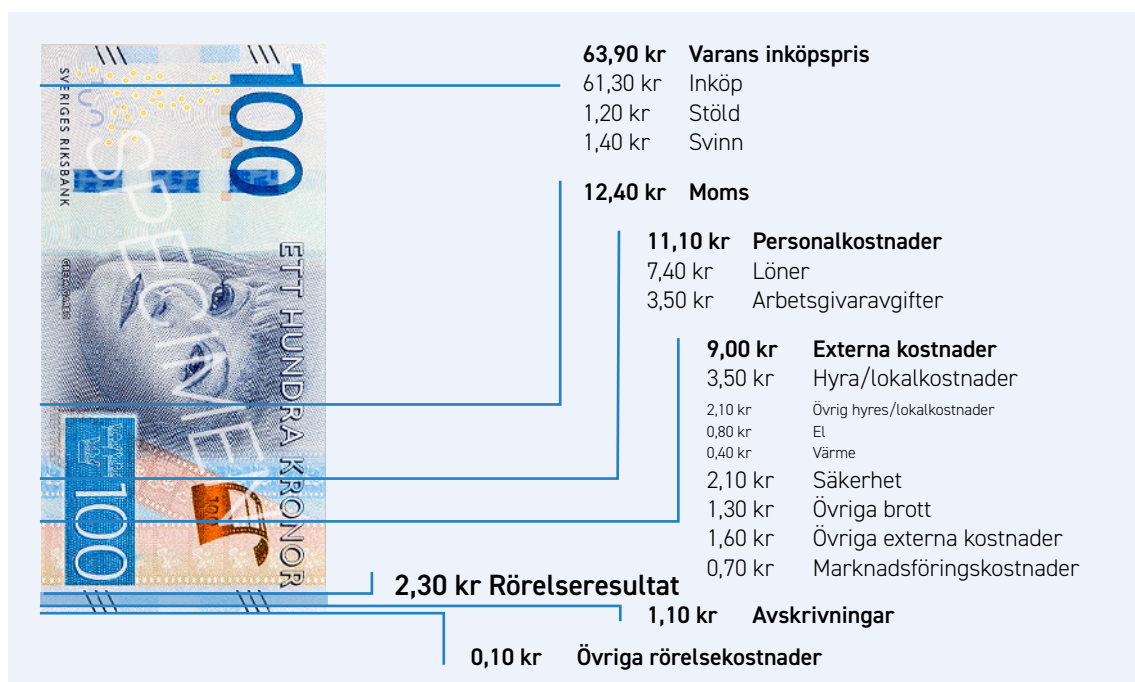 100
SVERIGES RIKSBANK
SPECIMEN
ETT HUNDRA KRONOR
100
100
63,90 kr Varans inköpspris
61,30 kr Inköp
1,20 kr Stöld
1,40 kr Svinn
12,40 kr Moms
11,10 kr Personalkostnader
7,40 kr Löner
3,50 kr Arbetsgivaravgifter
9,00 kr Externa kostnader
3,50 kr Hyra/lokalkostnader
2,10 kr Övrig hyres/lokalkostnader
0,80 kr El
0,40 kr Värme
2,10 kr Säkerhet
1,30 kr Övriga brott
1,60 kr Övriga externa kostnader
0,70 kr Marknadsföringskostnader
2,30 kr Rörelseresultat
1,10 kr Avskrivningar
0,10 kr Övriga rörelsekostnader